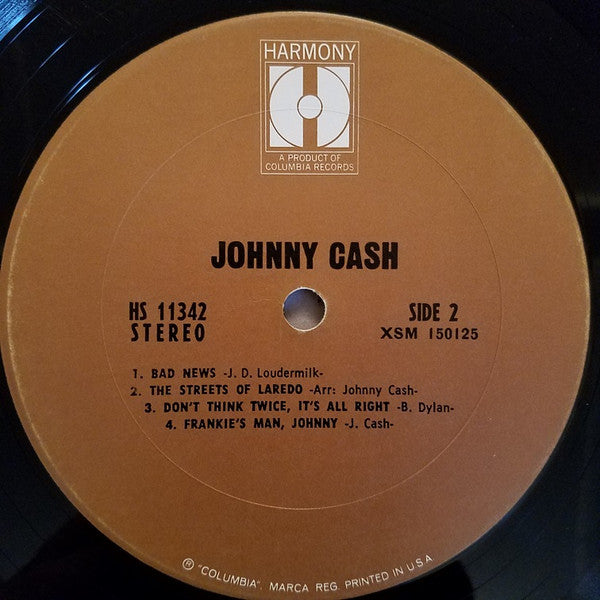 HARMONY
H
A PRODUCT OF
COLUMBIA RECORDS
JOHNNY CASH
HS 11342
STEREO
SIDE 2
XSM 150125
1. BAD NEWS -J. D. Loudermilk-
2. THE STREETS OF LAREDO -Arr: Johnny Cash-
3. DON'T THINK TWICE, IT'S ALL RIGHT -B. Dylan-
4. FRANKIE'S MAN, JOHNNY -J. Cash-
® "COLUMBIA". MARCA REG. PRINTED IN U S A